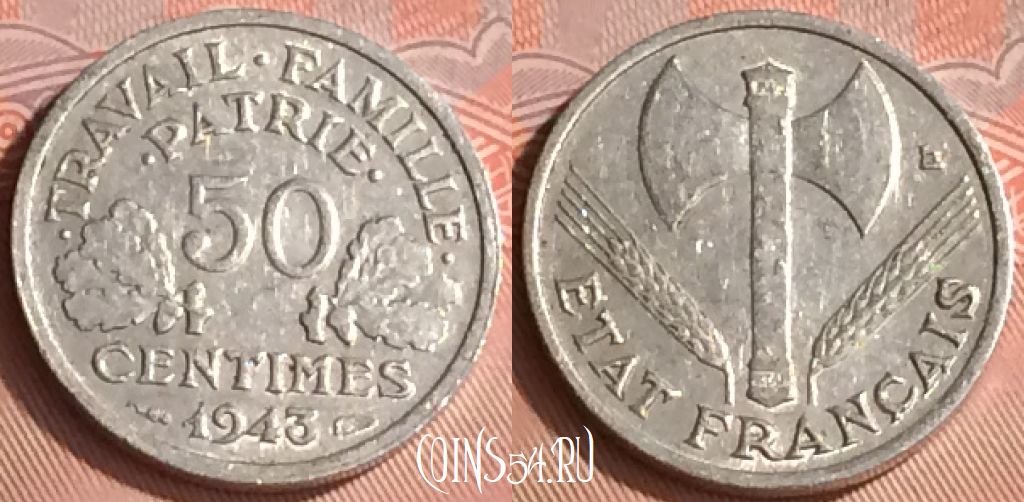 · TRAVAIL · FAMILLE ·
· PATRIE ·
50
CENTIMES
1943
ETAT FRANÇAIS
COINS54.RU